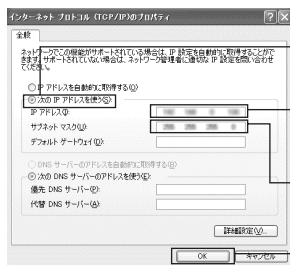 インターネット プロトコル (TCP/IP)のプロパティ
全般
ネットワークでこの機能がサポートされている場合は、IP 設定を自動的に取得することがで
きます。サポートされていない場合は、ネットワーク管理者に適切な IP 設定を問い合わせ
てください。
IP アドレスを自動的に取得する(O)
次の IP アドレスを使う(S):
IP アドレス(I):
サブネット マスク(U):
255 255 255 0
デフォルト ゲートウェイ(D):
DNS サーバーのアドレスを自動的に取得する(B)
次の DNS サーバーのアドレスを使う(E):
優先 DNS サーバー(P):
代替 DNS サーバー(A):
詳細設定(V)...
OK
キャンセル